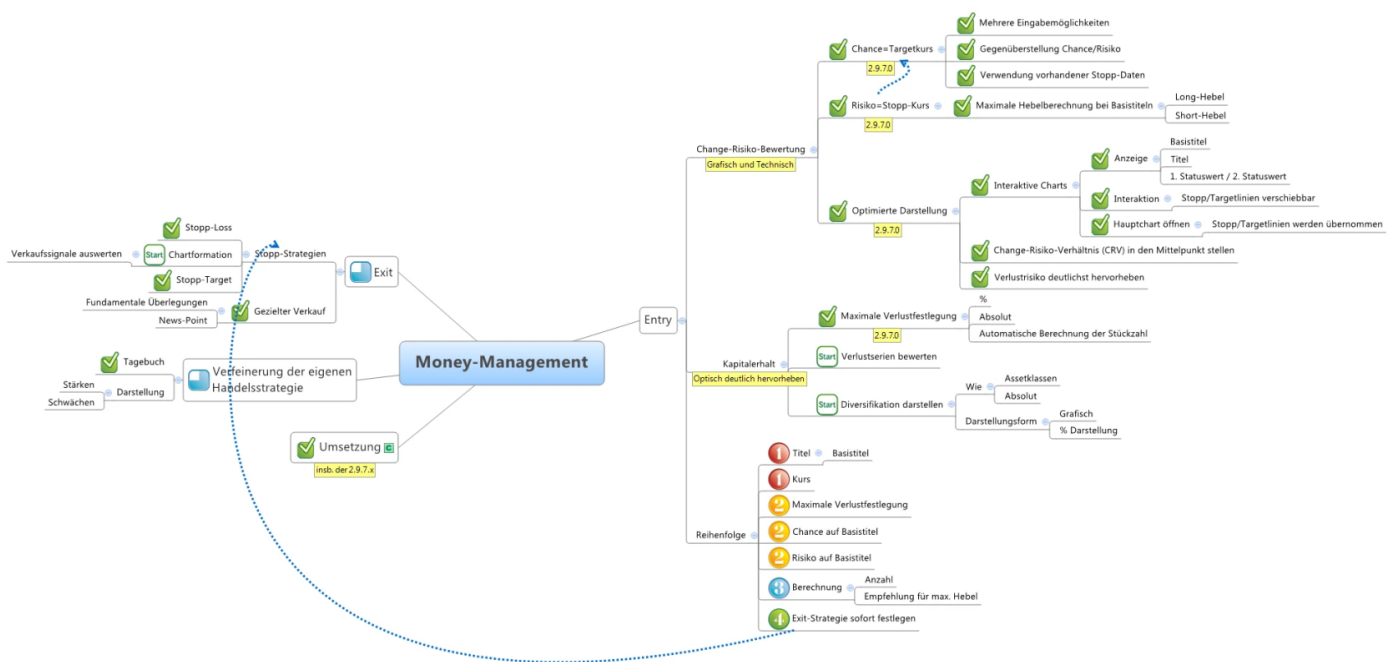 Money-Management
Entry
Change-Risiko-Bewertung
Grafisch und Technisch
Chance=Targetkurs
2.9.7.0
Mehrere Eingabemöglichkeiten
Gegenüberstellung Chance/Risiko
Verwendung vorhandener Stopp-Daten
Risiko=Stopp-Kurs
2.9.7.0
Maximale Hebelberechnung bei Basistiteln
Long-Hebel
Short-Hebel
Optimierte Darstellung
2.9.7.0
Interaktive Charts
Anzeige
Basistitel
Titel
1. Statuswert / 2. Statuswert
Interaktion
Stopp/Targetlinien verschiebbar
Hauptchart öffnen
Stopp/Targetlinien werden übernommen
Change-Risiko-Verhältnis (CRV) in den Mittelpunkt stellen
Verlustrisiko deutlichst hervorheben
Kapitalerhalt
Optisch deutlich hervorheben
Maximale Verlustfestlegung
2.9.7.0
%
Absolut
Automatische Berechnung der Stückzahl
Start
Verlustserien bewerten
Start
Diversifikation darstellen
Wie
Assetklassen
Absolut
Darstellungsform
Grafisch
% Darstellung
Reihenfolge
1 Titel
Basistitel
1 Kurs
2 Maximale Verlustfestlegung
2 Chance auf Basistitel
2 Risiko auf Basistitel
3 Berechnung
Anzahl
Empfehlung für max. Hebel
4 Exit-Strategie sofort festlegen
Exit
Stopp-Strategien
Stopp-Loss
Start
Chartformation
Verkaufssignale auswerten
Stopp-Target
Gezielter Verkauf
Fundamentale Überlegungen
News-Point
Verfeinerung der eigenen
Handelsstrategie
Tagebuch
Darstellung
Stärken
Schwächen
Umsetzung C
insb. der 2.9.7.x